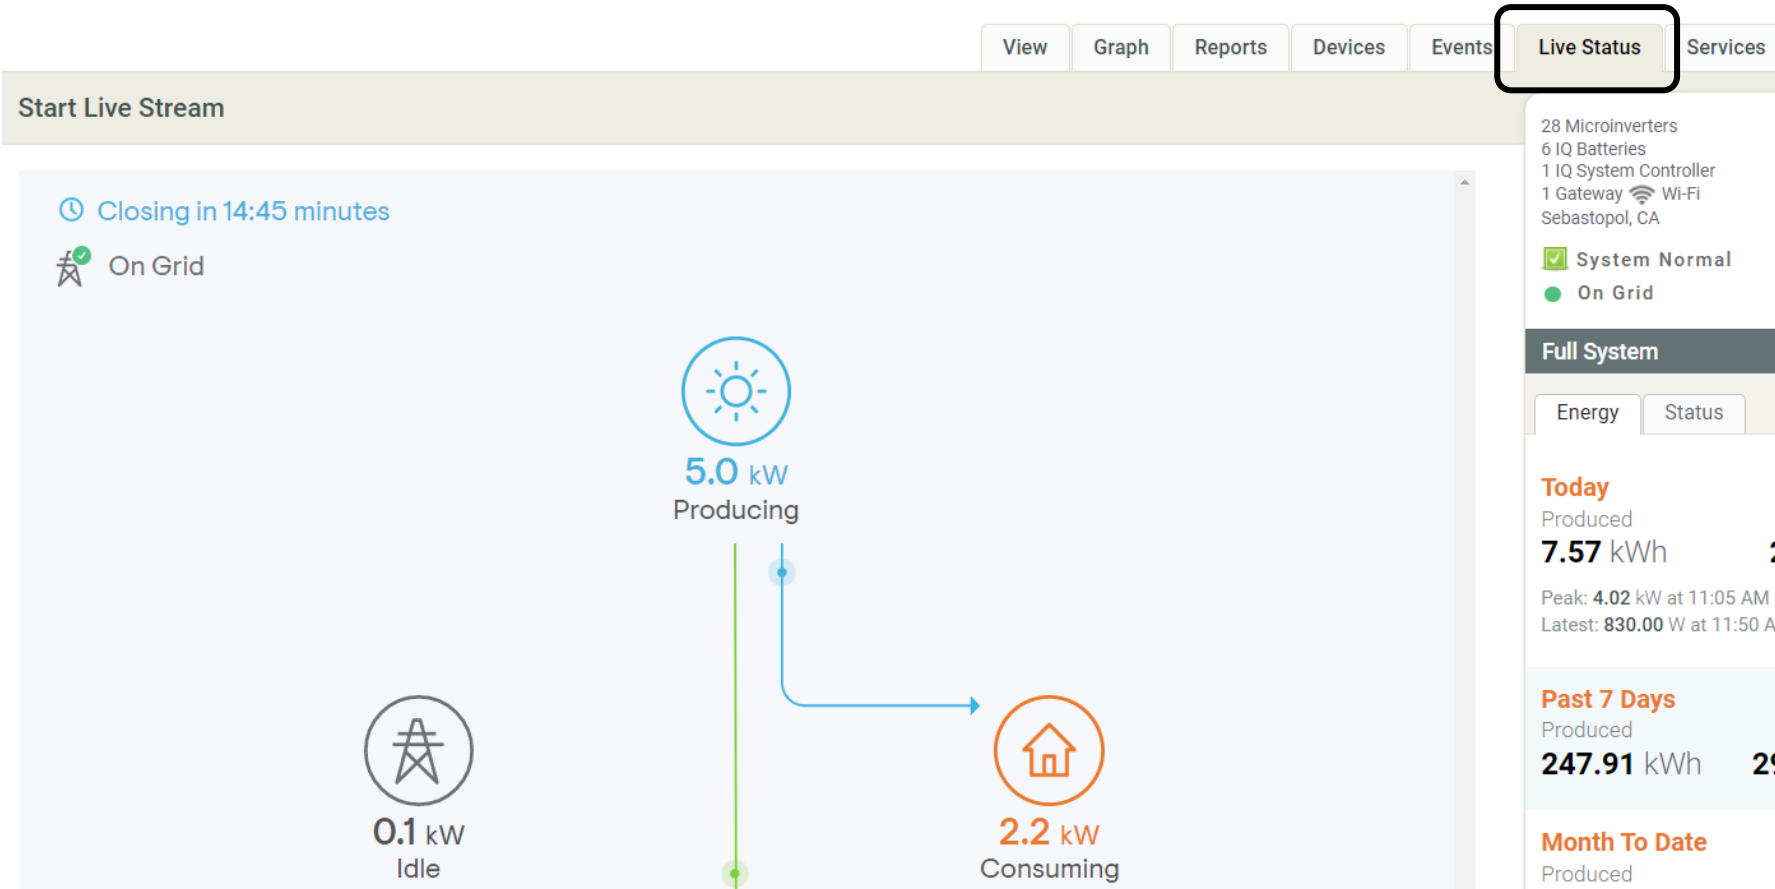 View Graph Reports Devices Events Live Status Services
Start Live Stream
Closing in 14:45 minutes
On Grid
5.0 kW
Producing
0.1 kW
Idle
2.2 kW
Consuming
28 Microinverters
6 IQ Batteries
1 IQ System Controller
1 Gateway Wi-Fi
Sebastopol, CA
System Normal
On Grid
Full System
Energy Status
Today
Produced
7.57 kWh
Peak: 4.02 kW at 11:05 AM
Latest: 830.00 W at 11:50 A
Past 7 Days
Produced
247.91 kWh
Month To Date
Produced